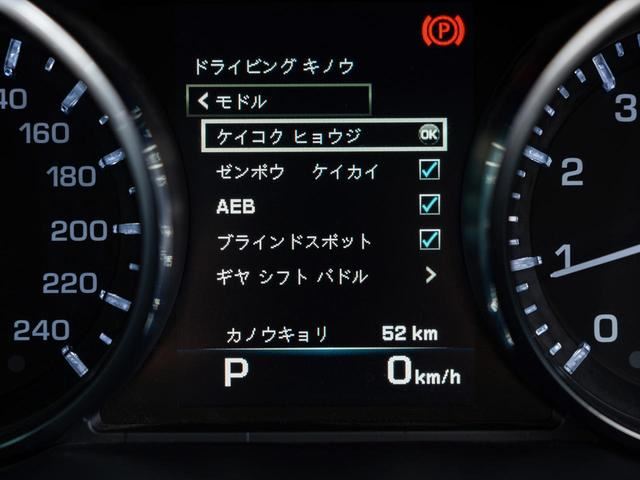 P
ドライビング キノウ
モドル
ケイコク ヒョウジ OK
ゼンポウ ケイカイ
AEB
ブラインドスポット
ギヤ シフト パドル
カノウキョリ 52 km
P 0km/h
40
160
180
200
220
240
3
2
1
0